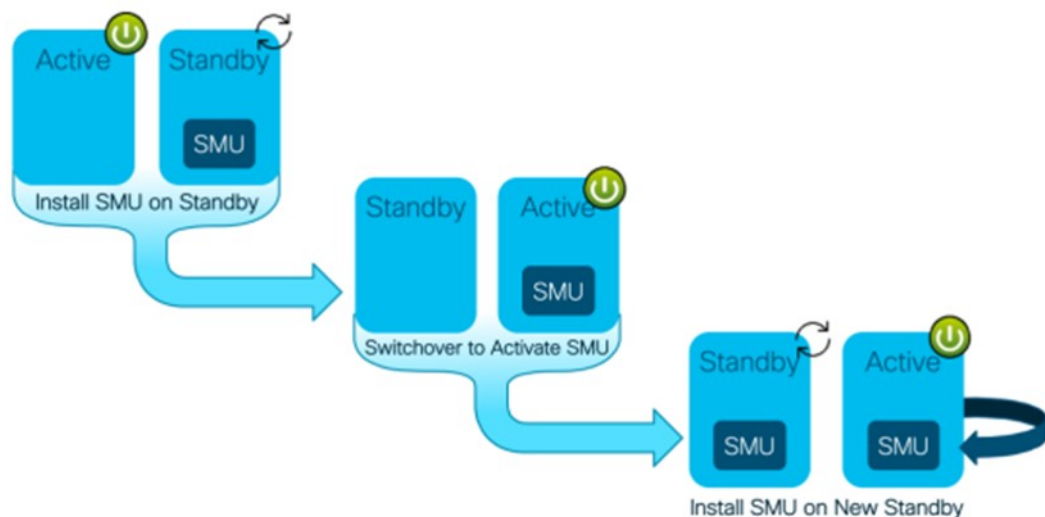 Active
Standby
SMU
Install SMU on Standby
Standby
Active
SMU
Switchover to Activate SMU
Standby
Active
SMU
SMU
Install SMU on New Standby